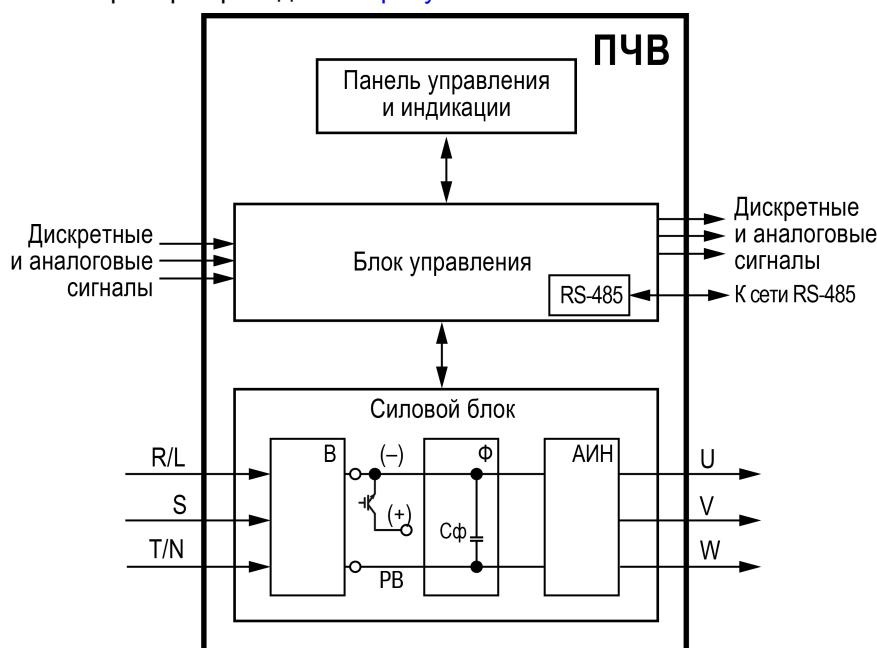 ПЧВ
Панель управления
и индикации
Дискретные
и аналоговые
сигналы
Блок управления
RS-485
Дискретные
и аналоговые
сигналы
К сети RS-485
Силовой блок
R/L
S
T/N
В
(–)
(+)
РВ
Ф
Сф
АИН
U
V
W